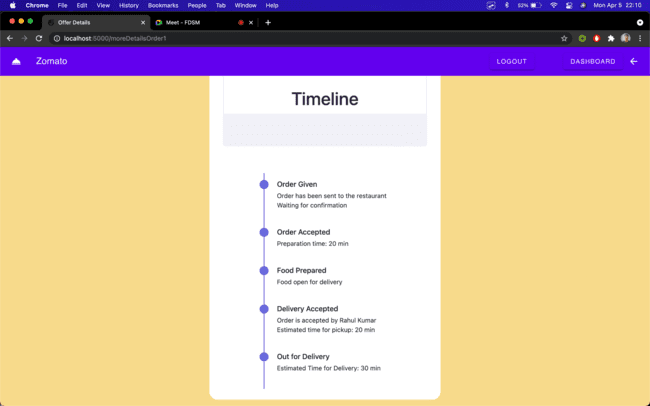 Chrome File Edit View History Bookmarks People Tab Window Help 53% Mon Apr 5 22:10
Offer Details Meet - FDSM
localhost:5000/moreDetailsOrder1
Zomato LOGOUT DASHBOARD
Timeline
Order Given
Order has been sent to the restaurant
Waiting for confirmation
Order Accepted
Preparation time: 20 min
Food Prepared
Food open for delivery
Delivery Accepted
Order is accepted by Rahul Kumar
Estimated time for pickup: 20 min
Out for Delivery
Estimated Time for Delivery: 30 min